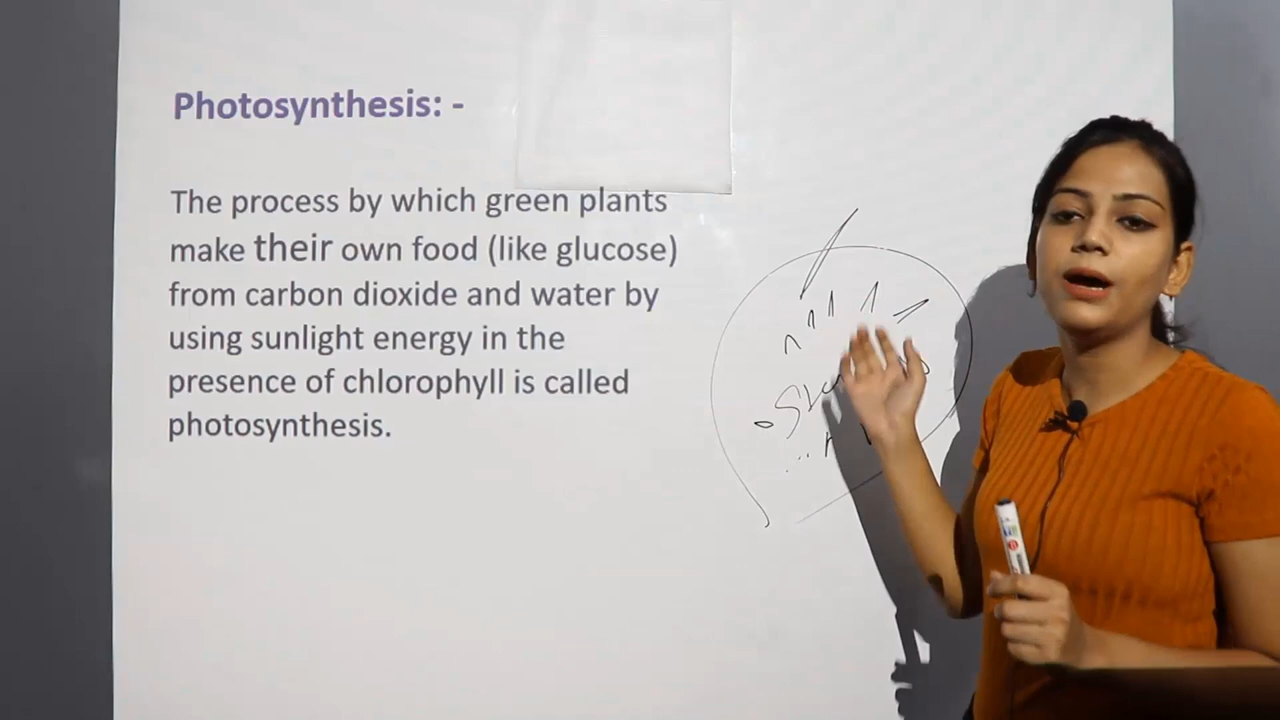 Photosynthesis: -
The process by which green plants
make their own food (like glucose)
from carbon dioxide and water by
using sunlight energy in the
presence of chlorophyll is called
photosynthesis.